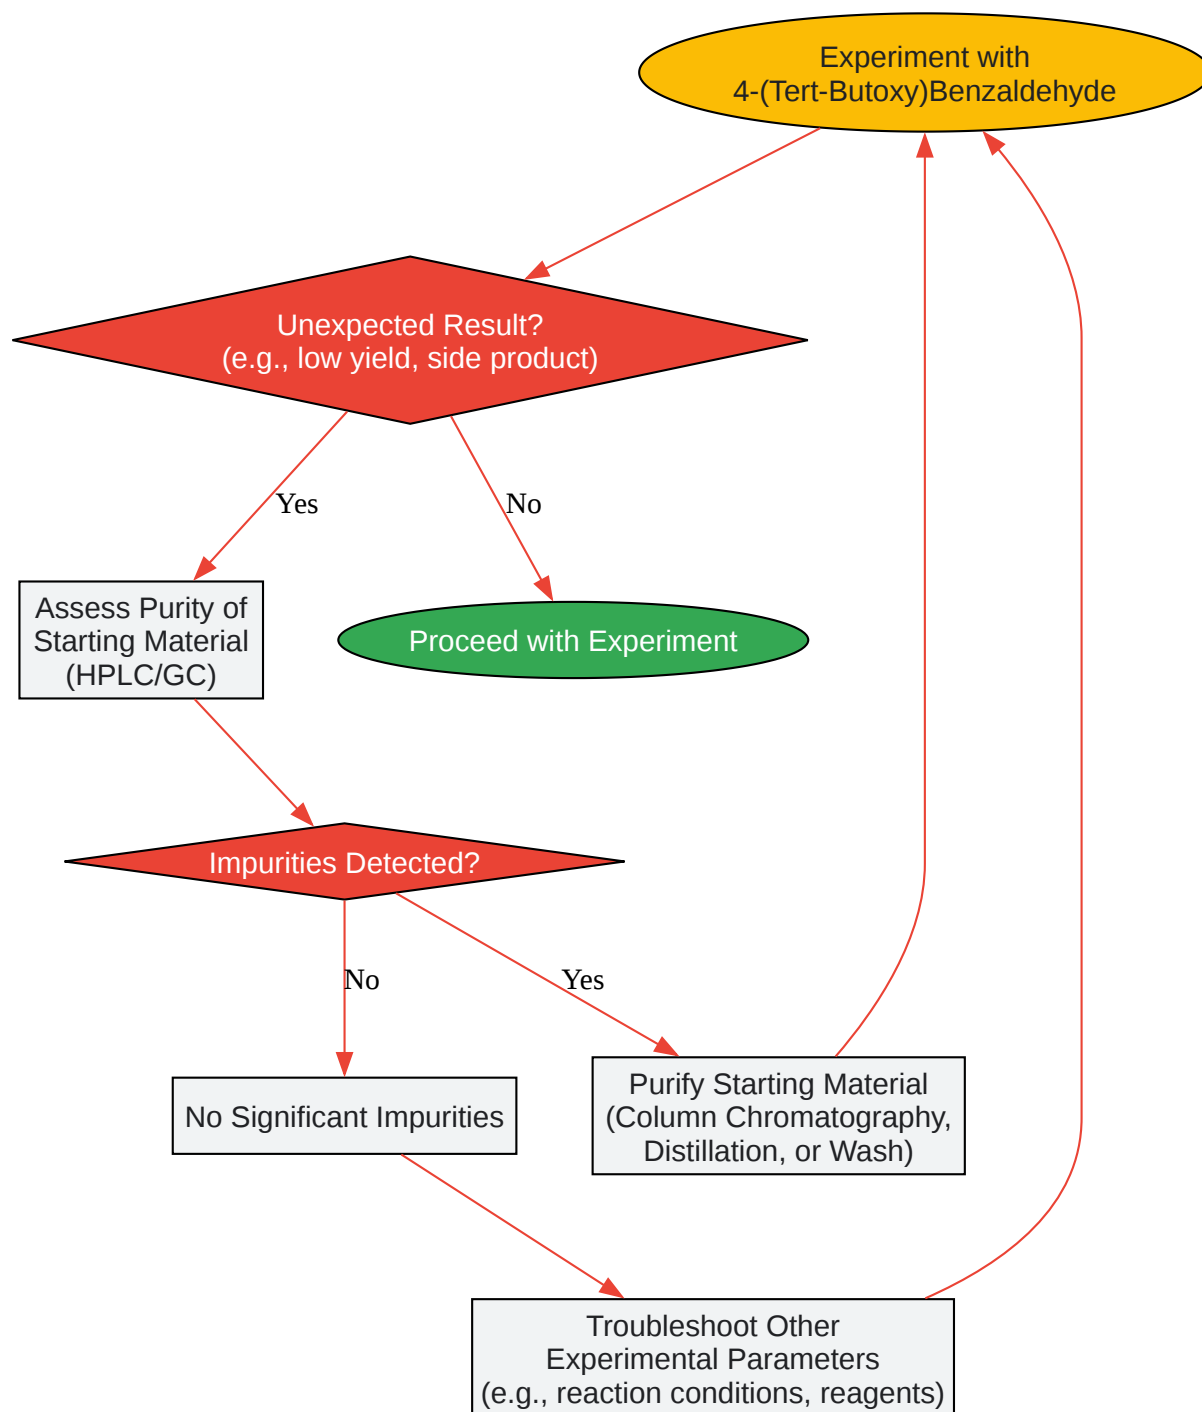 Experiment with
4-(Tert-Butoxy)Benzaldehyde
Unexpected Result?
(e.g., low yield, side product)
Yes
No
Assess Purity of
Starting Material
(HPLC/GC)
Proceed with Experiment
Impurities Detected?
No
Yes
No Significant Impurities
Purify Starting Material
(Column Chromatography,
Distillation, or Wash)
Troubleshoot Other
Experimental Parameters
(e.g., reaction conditions, reagents)